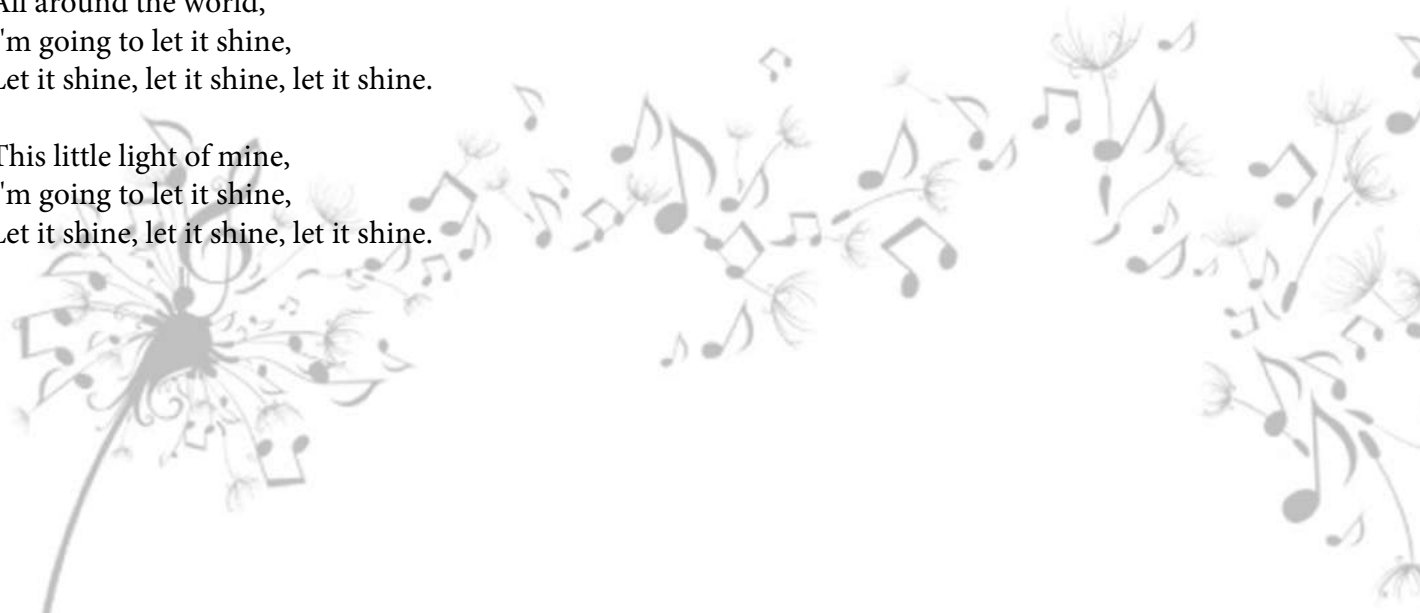 All around the world,
I'm going to let it shine,
Let it shine, let it shine, let it shine.
This little light of mine,
I'm going to let it shine,
Let it shine, let it shine, let it shine.